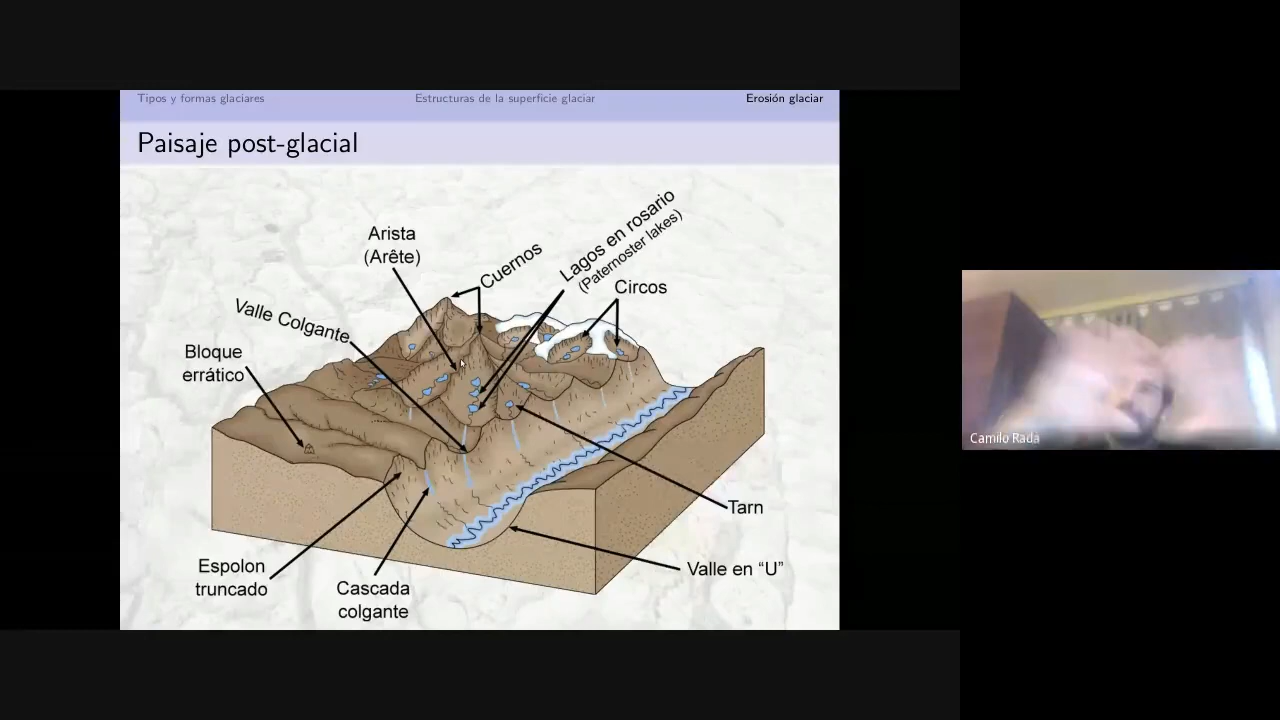 Tipos y formas glaciares
Estructuras de la superficie glaciar
Erosión glaciar
Paisaje post-glacial
Arista
(Arête)
Cuernos
Lagos en rosario
(Paternoster lakes)
Circos
Valle Colgante
Bloque
errático
Tarn
Valle en “U”
Espolon
truncado
Cascada
colgante
Camilo Rada